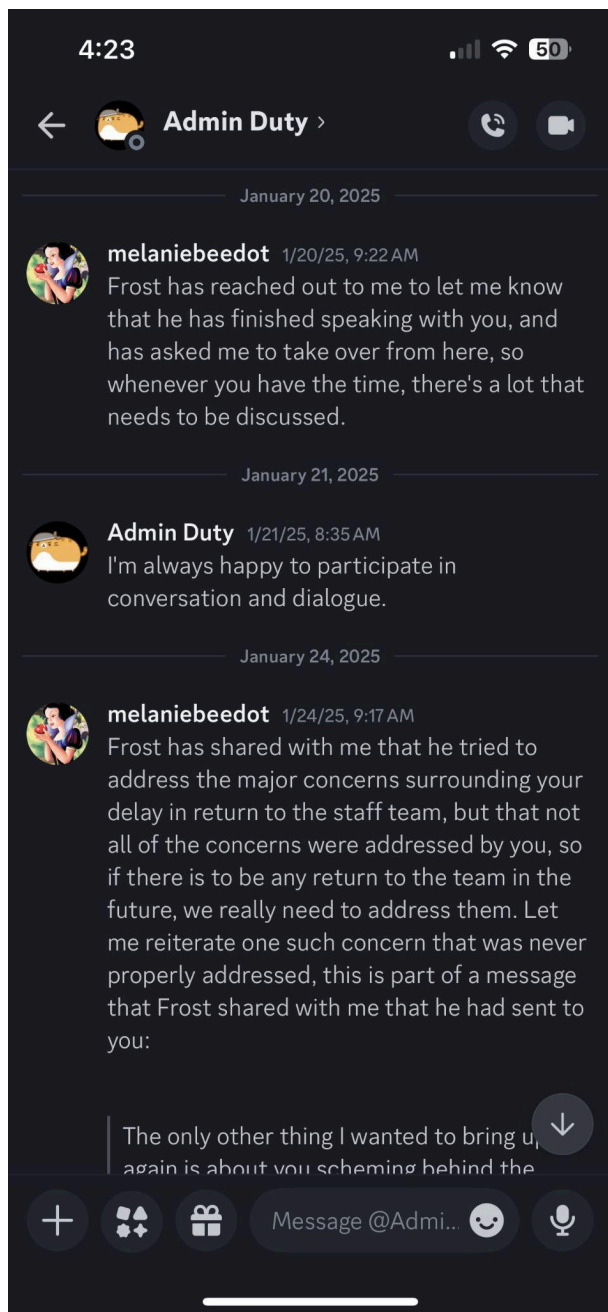 4:23
50
Admin Duty ›
January 20, 2025
melaniebeedot 1/20/25, 9:22 AM
Frost has reached out to me to let me know
that he has finished speaking with you, and
has asked me to take over from here, so
whenever you have the time, there's a lot that
needs to be discussed.
January 21, 2025
Admin Duty 1/21/25, 8:35 AM
I'm always happy to participate in
conversation and dialogue.
January 24, 2025
melaniebeedot 1/24/25, 9:17 AM
Frost has shared with me that he tried to
address the major concerns surrounding your
delay in return to the staff team, but that not
all of the concerns were addressed by you, so
if there is to be any return to the team in the
future, we really need to address them. Let
me reiterate one such concern that was never
properly addressed, this is part of a message
that Frost shared with me that he had sent to
you:
The only other thing I wanted to bring
again is about you scheming behind the
Message @Admi...